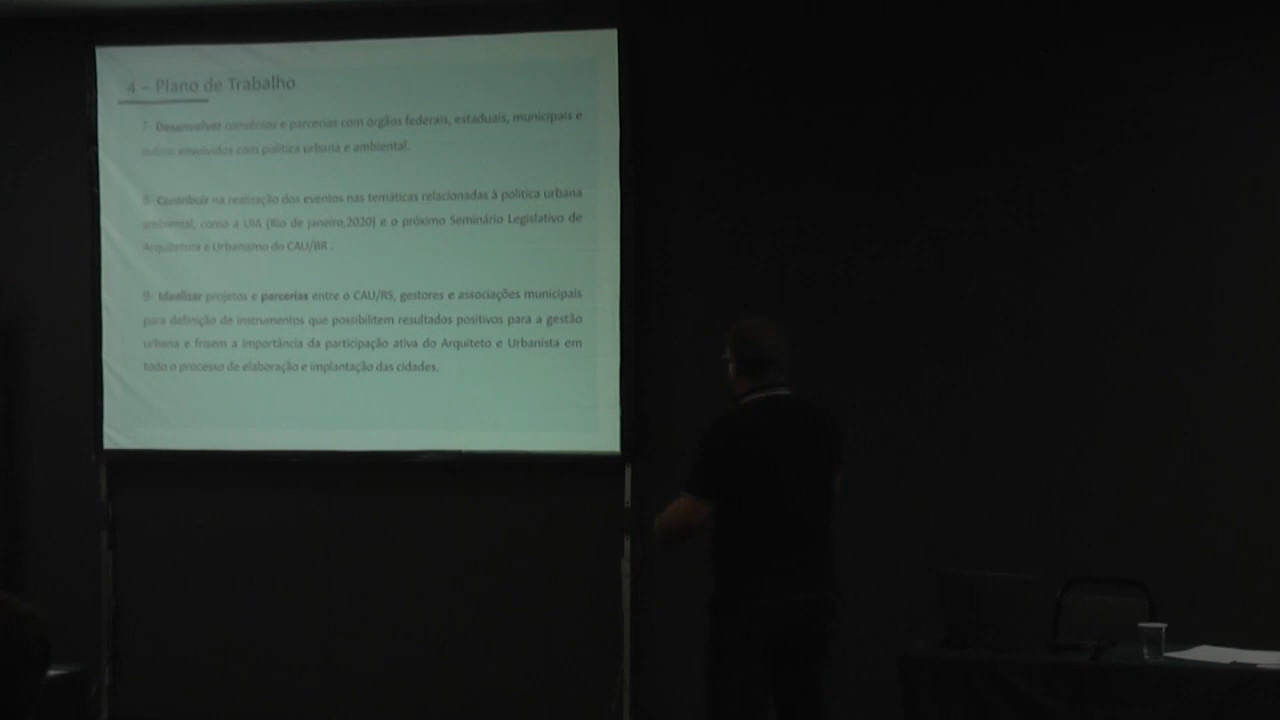 4 – Plano de Trabalho
7- Desenvolver convênios e parcerias com órgãos federais, estaduais, municipais e
outros envolvidos com política urbana e ambiental.
8- Contribuir na realização dos eventos nas temáticas relacionadas à política urbana
ambiental, como a UIA (Rio de janeiro,2020) e o próximo Seminário Legislativo de
Arquitetura e Urbanismo do CAU/BR .
9- Idealizar projetos e parcerias entre o CAU/RS, gestores e associações municipais
para definição de instrumentos que possibilitem resultados positivos para a gestão
urbana e frisem a importância da participação ativa do Arquiteto e Urbanista em
todo o processo de elaboração e implantação das cidades.